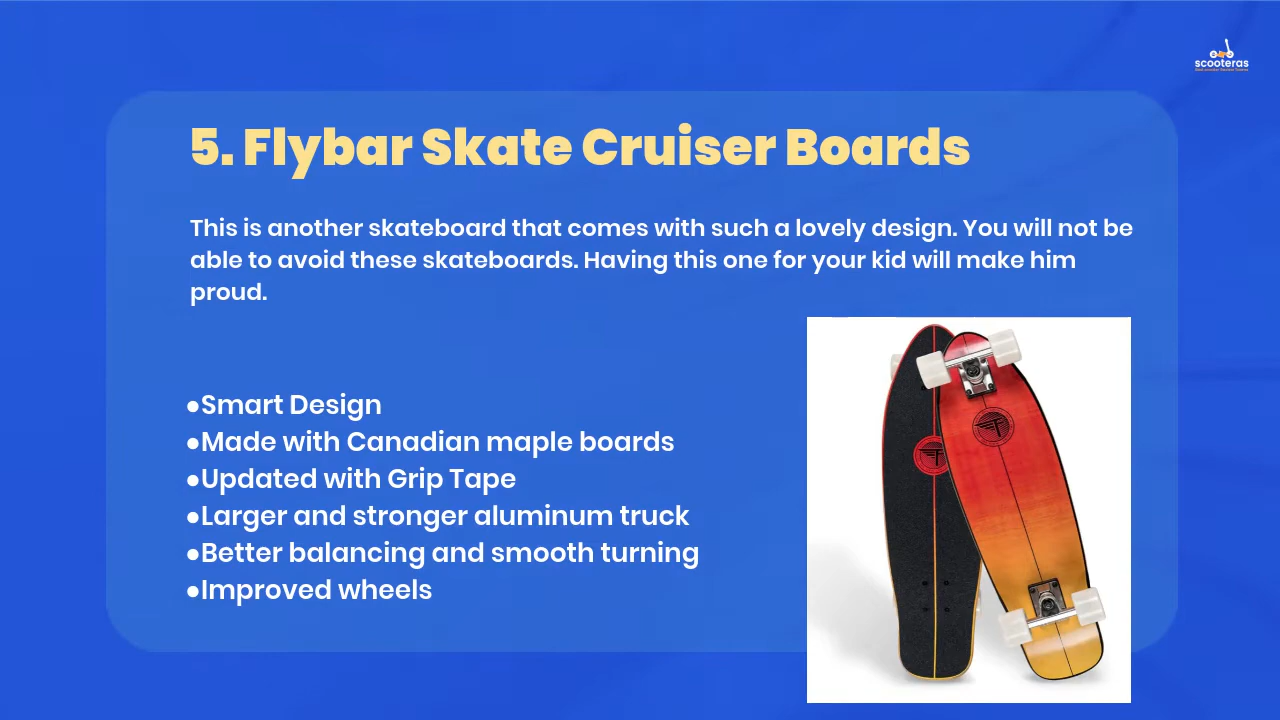 scooteras
5. Flybar Skate Cruiser Boards
This is another skateboard that comes with such a lovely design. You will not be
able to avoid these skateboards. Having this one for your kid will make him
proud.
●Smart Design
●Made with Canadian maple boards
●Updated with Grip Tape
●Larger and stronger aluminum truck
●Better balancing and smooth turning
●Improved wheels